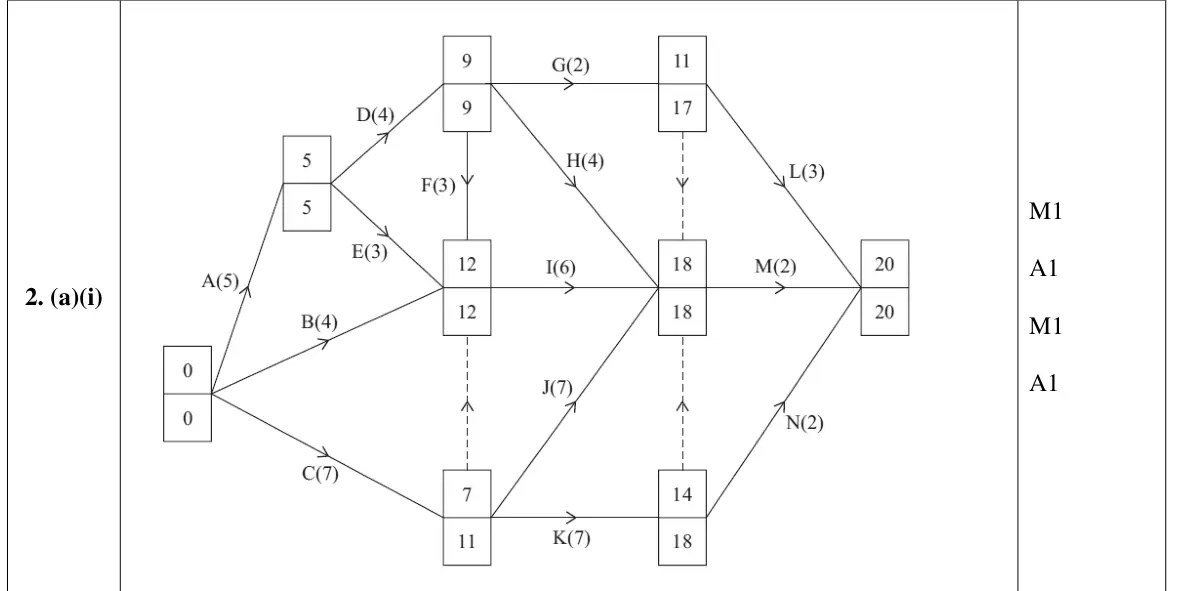 2. (a)(i)
9
9
G(2)
11
17
D(4)
5
5
F(3)
H(4)
L(3)
E(3)
A(5)
B(4)
12
12
I(6)
18
18
M(2)
20
20
0
0
J(7)
N(2)
C(7)
7
11
K(7)
14
18
M1
A1
M1
A1